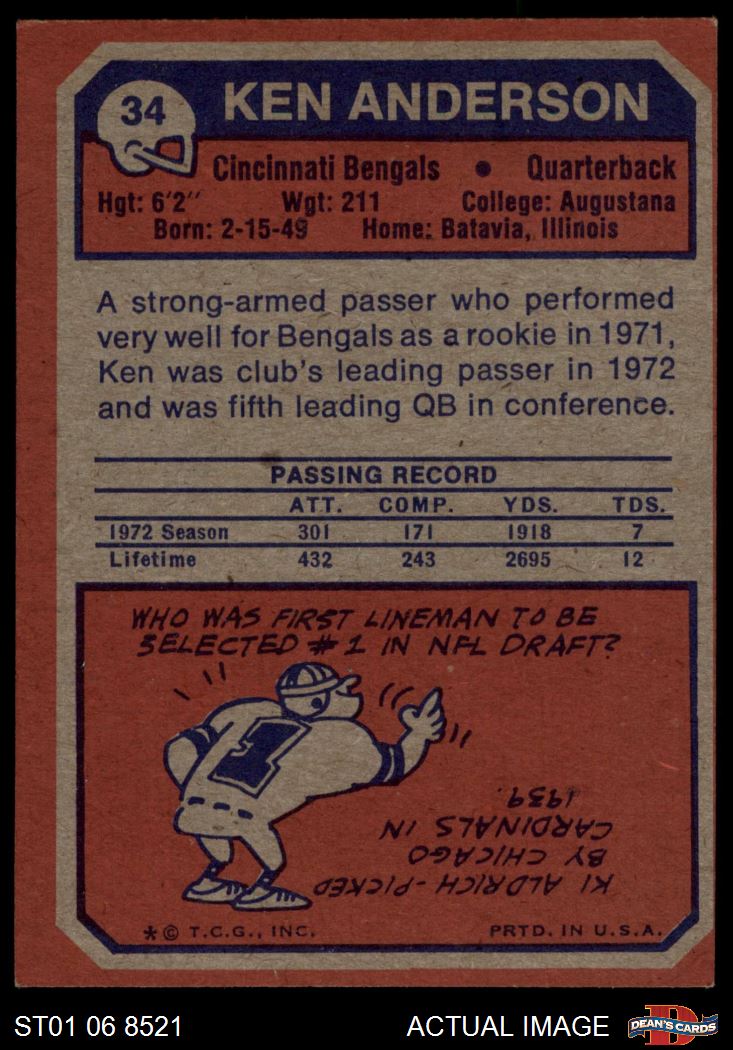 34
KEN ANDERSON
Cincinnati Bengals • Quarterback
Hgt: 6'2" Wgt: 211 College: Augustana
Born: 2-15-49 Home: Batavia, Illinois
A strong-armed passer who performed
very well for Bengals as a rookie in 1971,
Ken was club's leading passer in 1972
and was fifth leading QB in conference.
PASSING RECORD
ATT. COMP. YDS. TDS.
1972 Season 301 171 1918 7
Lifetime 432 243 2695 12
WHO WAS FIRST LINEMAN TO BE
SELECTED #1 IN NFL DRAFT?
1
KI ALDRICH-PICKED
BY CHICAGO
CARDINALS IN
1939.
* © T.C.G., INC. PRTD. IN U.S.A.
ST01 06 8521 ACTUAL IMAGE D DEAN'S CARDS